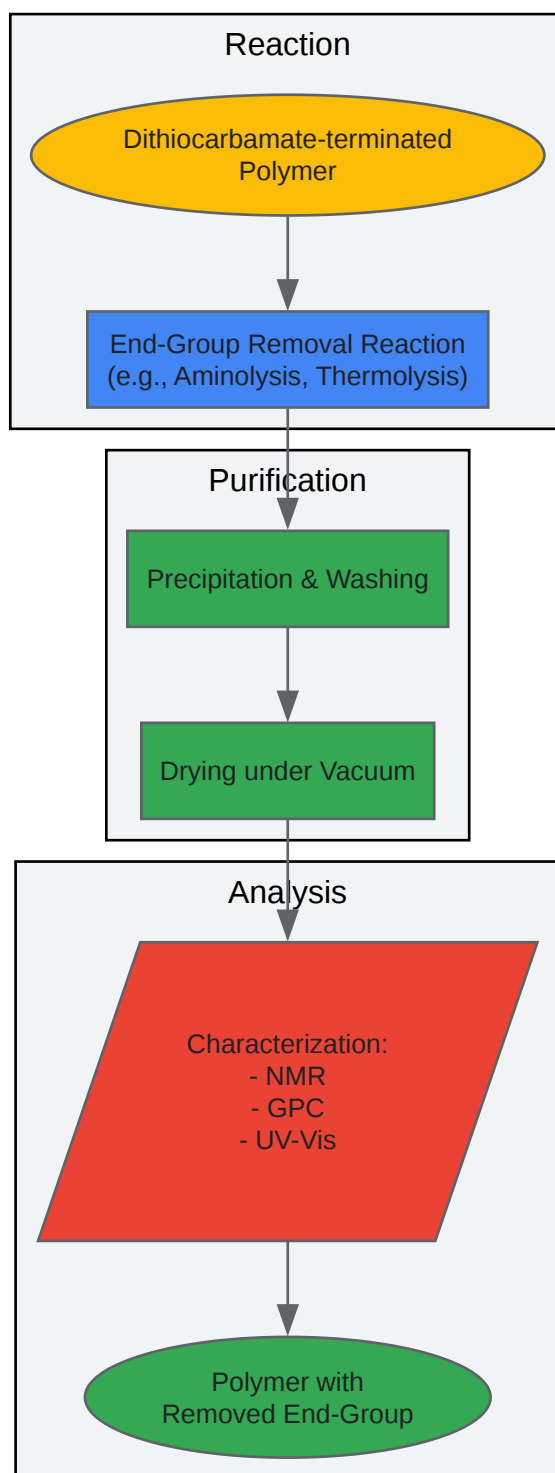 Reaction
Dithiocarbamate-terminated
Polymer
End-Group Removal Reaction
(e.g., Aminolysis, Thermolysis)
Purification
Precipitation & Washing
Drying under Vacuum
Analysis
Characterization:
- NMR
- GPC
- UV-Vis
Polymer with
Removed End-Group